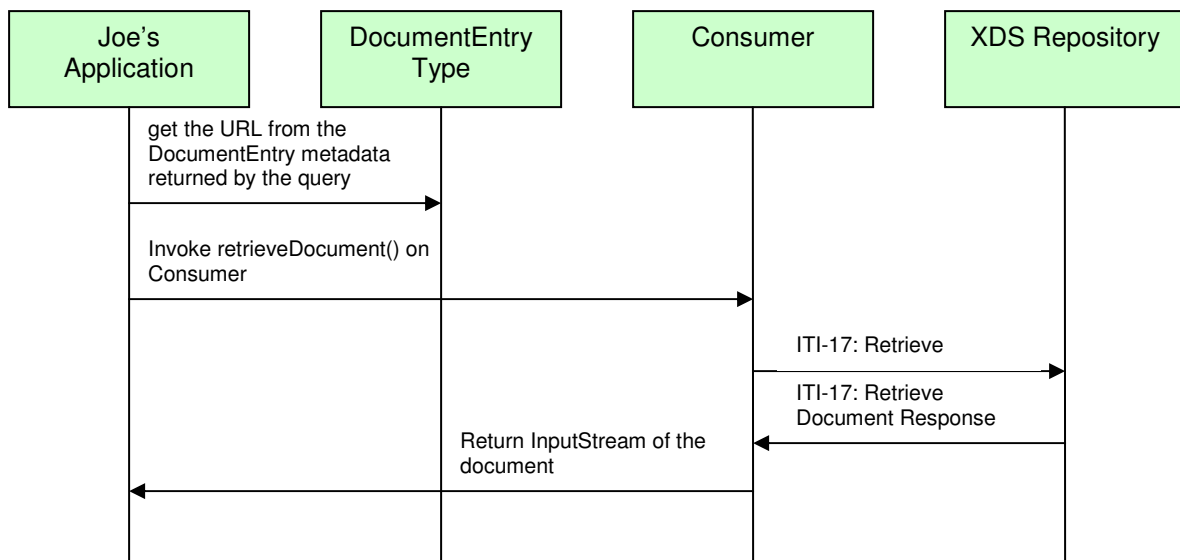 Joe's
Application
DocumentEntry
Type
Consumer
XDS Repository
get the URL from the
DocumentEntry metadata
returned by the query
Invoke retrieveDocument() on
Consumer
ITI-17: Retrieve
ITI-17: Retrieve
Document Response
Return InputStream of the
document